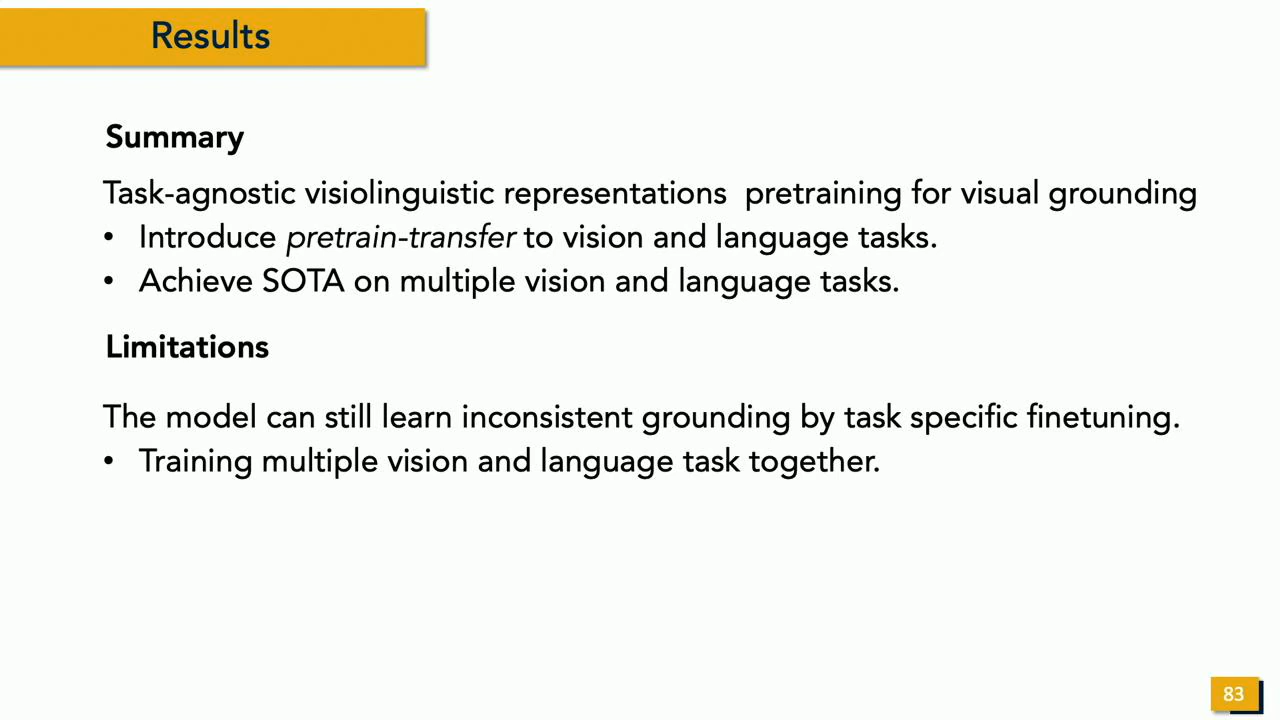 Results
Summary
Task-agnostic visiolinguistic representations pretraining for visual grounding
• Introduce pretrain-transfer to vision and language tasks.
• Achieve SOTA on multiple vision and language tasks.
Limitations
The model can still learn inconsistent grounding by task specific finetuning.
• Training multiple vision and language task together.
83